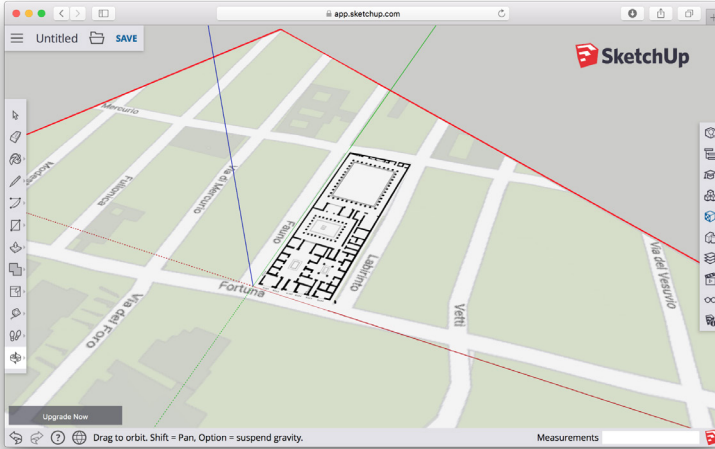 app.sketchup.com
Untitled
SAVE
SketchUp
Mercurio
Modesto
Fullonica
Via di Mercurio
Fauno
Labirinto
Via del Vesuvio
Fortuna
Via del Foro
Vetti
Upgrade Now
Drag to orbit. Shift = Pan, Option = suspend gravity.
Measurements